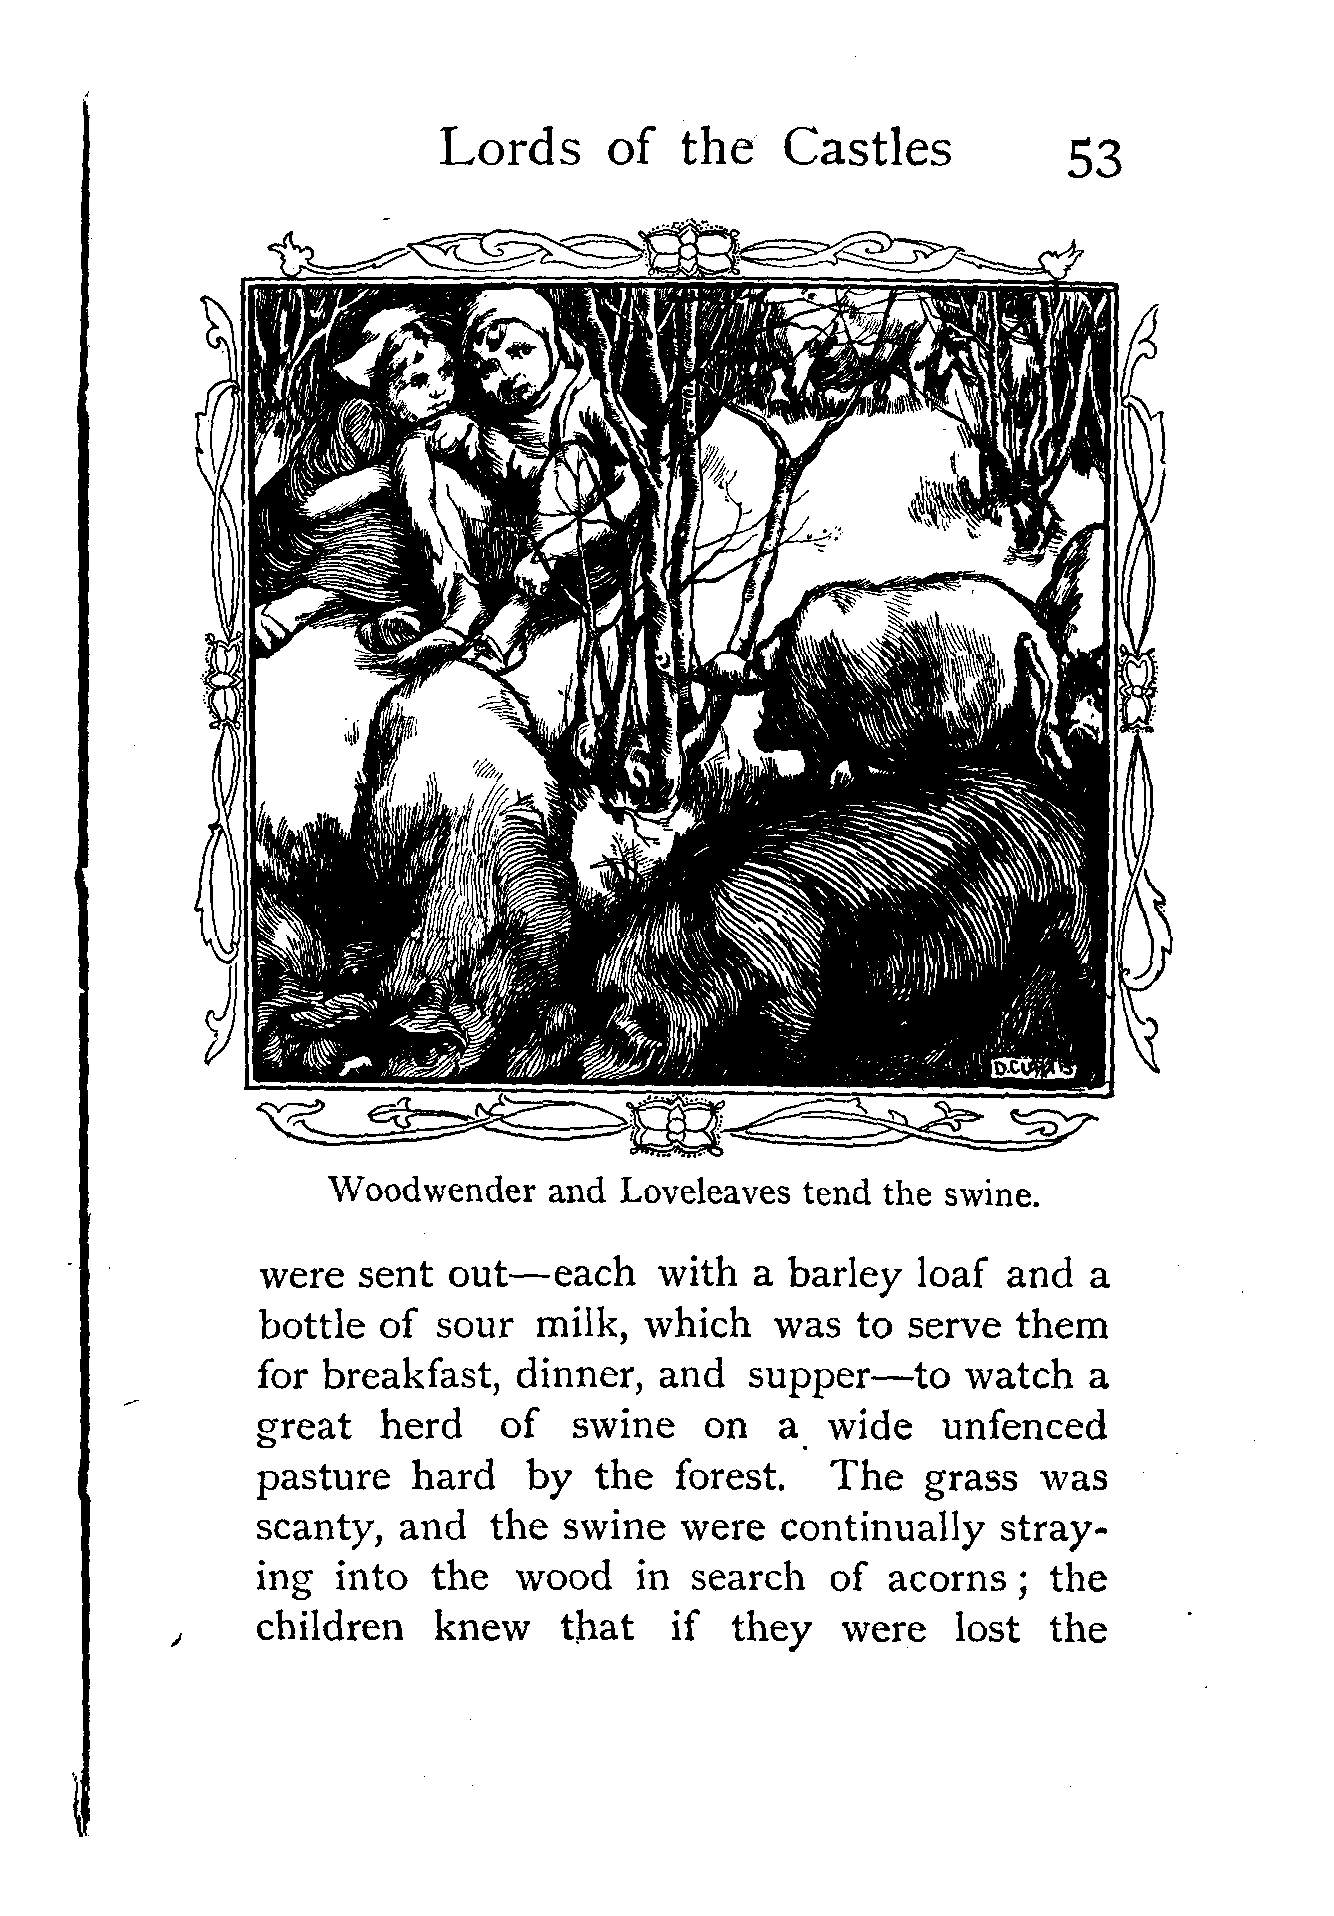 Lords of the Castles 53
Woodwender and Loveleaves tend the swine.
were sent out—each with a barley loaf and a
bottle of sour milk, which was to serve them
for breakfast, dinner, and supper—to watch a
great herd of swine on a wide unfenced
pasture hard by the forest. The grass was
scanty, and the swine were continually stray-
ing into the wood in search of acorns ; the
children knew that if they were lost the